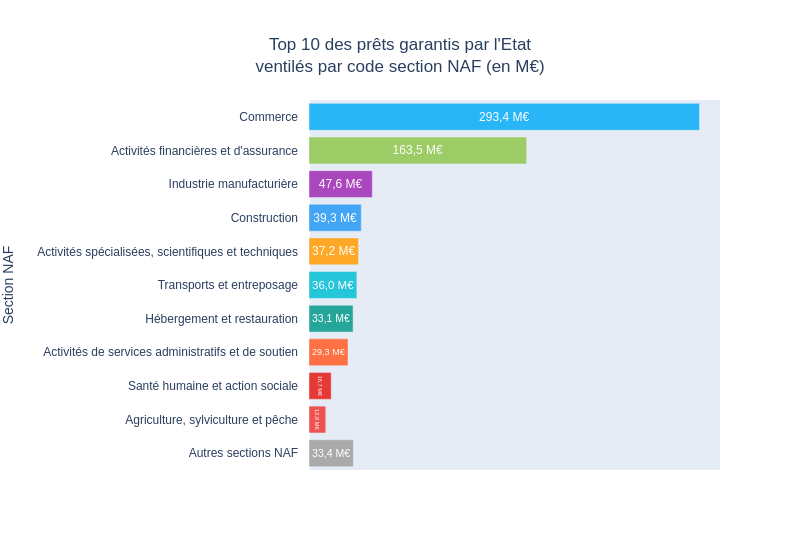 Top 10 des prêts garantis par l'Etat
ventilés par code section NAF (en M€)
Section NAF
Commerce 293,4 M€
Activités financières et d'assurance 163,5 M€
Industrie manufacturière 47,6 M€
Construction 39,3 M€
Activités spécialisées, scientifiques et techniques 37,2 M€
Transports et entreposage 36,0 M€
Hébergement et restauration 33,1 M€
Activités de services administratifs et de soutien 29,3 M€
Santé humaine et action sociale
Agriculture, sylviculture et pêche
Autres sections NAF 33,4 M€